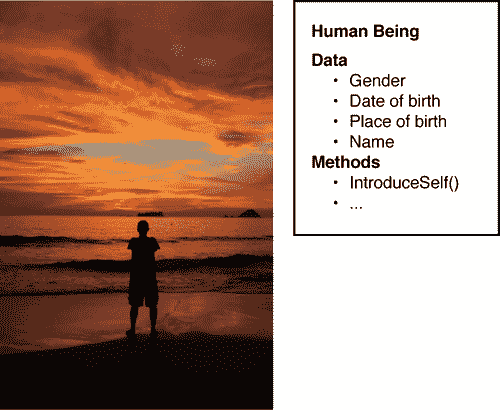 Human Being
Data
• Gender
• Date of birth
• Place of birth
• Name
Methods
• IntroduceSelf()
• ...